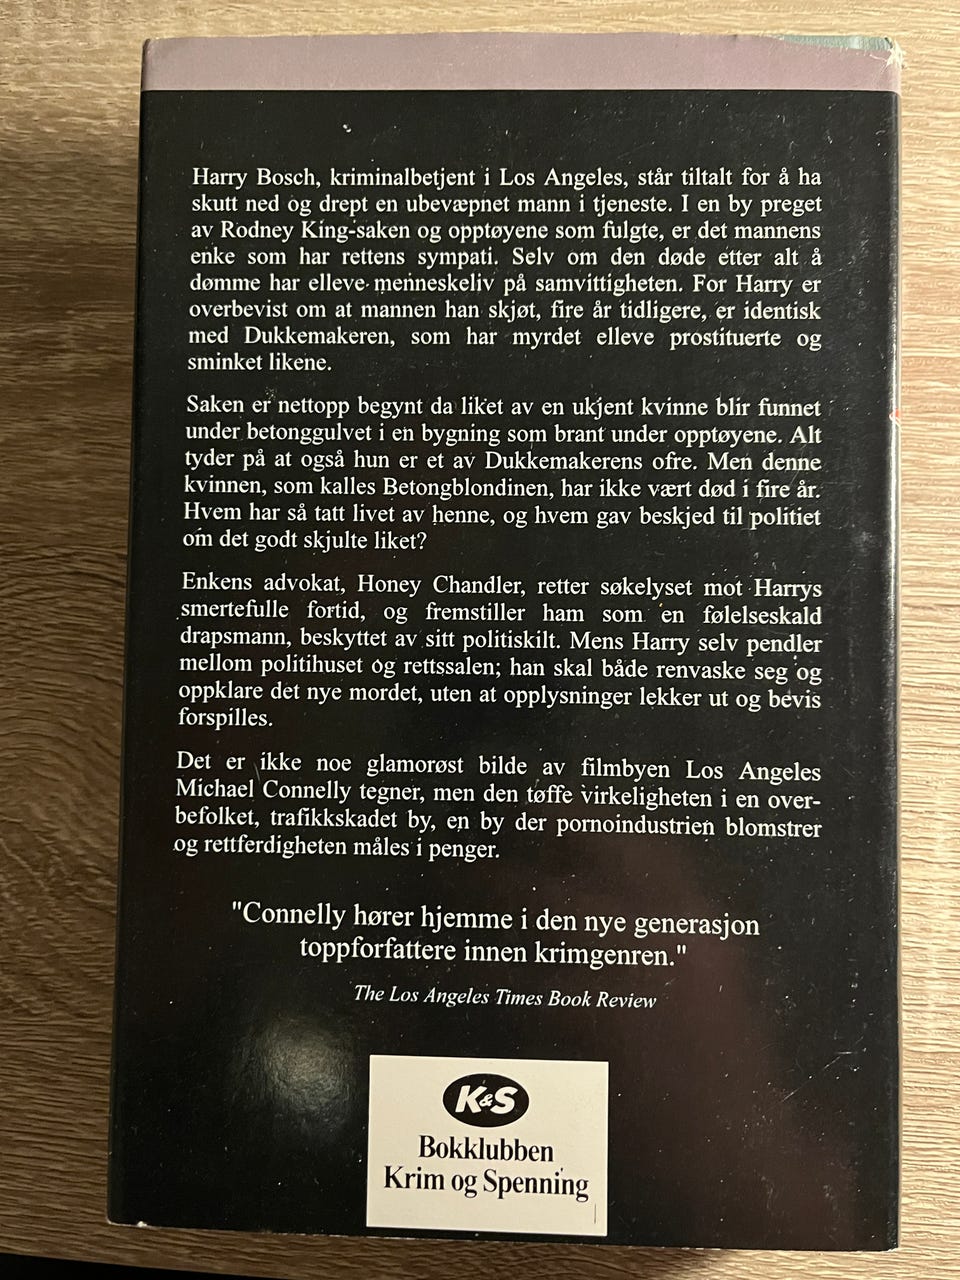 Harry Bosch, kriminalbetjent i Los Angeles, står tiltalt for å ha
skutt ned og drept en ubevæpnet mann i tjeneste. I en by preget
av Rodney King-saken og opptøyene som fulgte, er det mannens
enke som har rettens sympati. Selv om den døde etter alt å
dømme har elleve menneskeliv på samvittigheten. For Harry er
overbevist om at mannen han skjøt, fire år tidligere, er identisk
med Dukkemakeren, som har myrdet elleve prostituerte og
sminket likene.
Saken er nettopp begynt da liket av en ukjent kvinne blir funnet
under betonggulvet i en bygning som brant under opptøyene. Alt
tyder på at også hun er et av Dukkemakerens ofre. Men denne
kvinnen, som kalles Betongblondinen, har ikke vært død i fire år.
Hvem har så tatt livet av henne, og hvem gav beskjed til politiet
om det godt skjulte liket?
Enkens advokat, Honey Chandler, retter søkelyset mot Harrys
smertefulle fortid, og fremstiller ham som en følelseskald
drapsmann, beskyttet av sitt politiskilt. Mens Harry selv pendler
mellom politihuset og rettssalen; han skal både renvaske seg og
oppklare det nye mordet, uten at opplysninger lekker ut og bevis
forspilles.
Det er ikke noe glamorøst bilde av filmbyen Los Angeles
Michael Connelly tegner, men den tøffe virkeligheten i en over-
befolket, trafikkskadet by, en by der pornoindustrien blomstrer
og rettferdigheten måles i penger.
"Connelly hører hjemme i den nye generasjon
toppforfattere innen krimgenren."
The Los Angeles Times Book Review
K&S
Bokklubben
Krim og Spenning